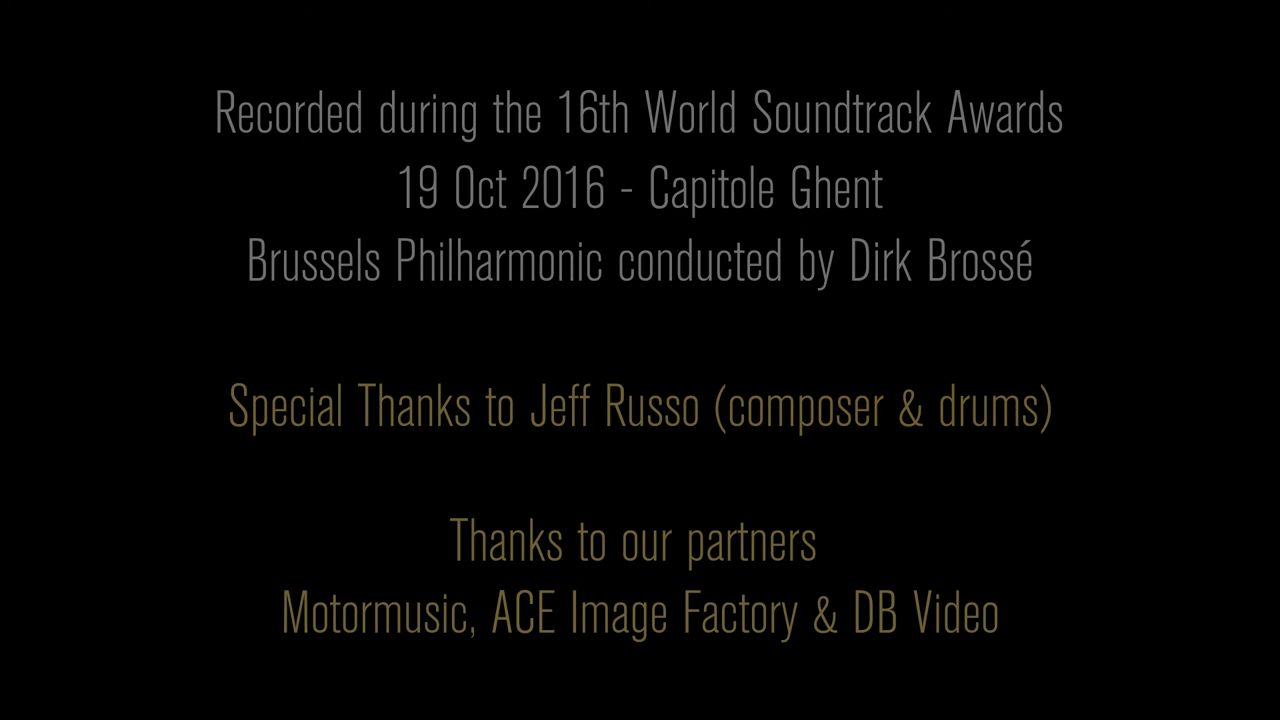 Recorded during the 16th World Soundtrack Awards
19 Oct 2016 - Capitole Ghent
Brussels Philharmonic conducted by Dirk Brossé
Special Thanks to Jeff Russo (composer & drums)
Thanks to our partners
Motormusic, ACE Image Factory & DB Video